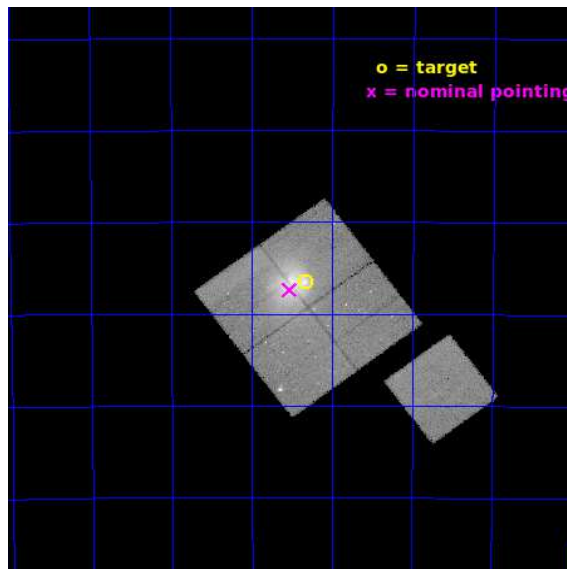 o = target
x = nominal pointing